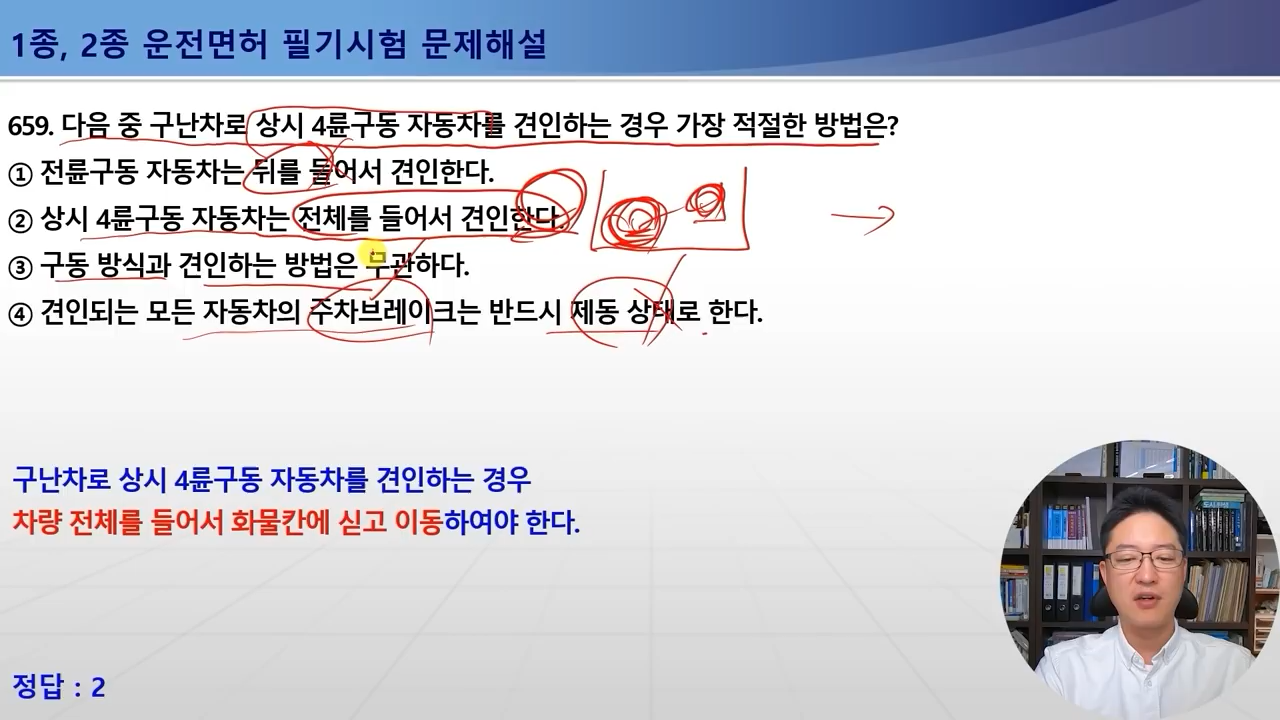 1종, 2종 운전면허 필기시험 문제해설
659. 다음 중 구난차로 상시 4륜구동 자동차를 견인하는 경우 가장 적절한 방법은?
① 전륜구동 자동차는 뒤를 들어서 견인한다.
② 상시 4륜구동 자동차는 전체를 들어서 견인한다.
③ 구동 방식과 견인하는 방법은 무관하다.
④ 견인되는 모든 자동차의 주차브레이크는 반드시 제동 상태로 한다.
구난차로 상시 4륜구동 자동차를 견인하는 경우
차량 전체를 들어서 화물칸에 싣고 이동하여야 한다.
정답 : 2